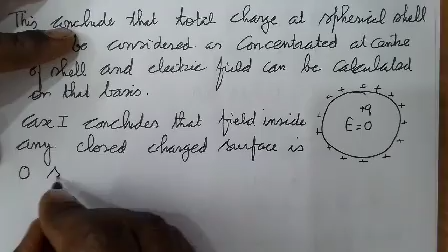 This conclude that total charge at spherical shell
be considered as concentrated at centre
of shell and electric field can be calculated
on that basis.
Case I concludes that field inside
any closed charged surface is
0 s
+q
E=0
+ + + + + + + + + + + + +